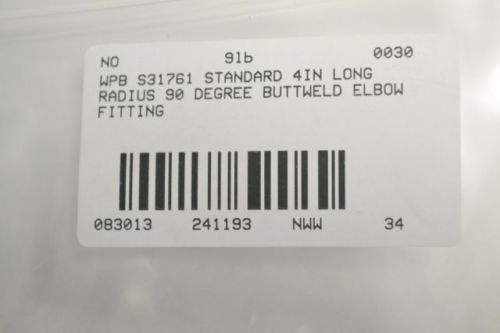 NO 9lb 0030
WPB S31761 STANDARD 4IN LONG
RADIUS 90 DEGREE BUTTWELD ELBOW
FITTING
083013 241193 NWW 34